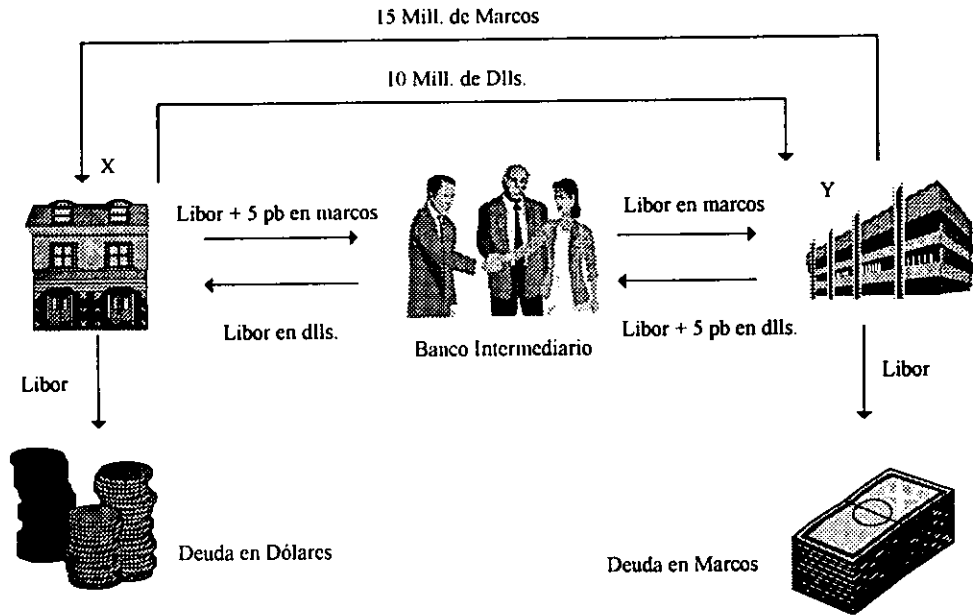 15 Mill. de Marcos
10 Mill. de Dlls.
X
Y
Libor + 5 pb en marcos
Libor en marcos
Libor en dlls.
Libor + 5 pb en dlls.
Banco Intermediario
Libor
Libor
Deuda en Dólares
Deuda en Marcos